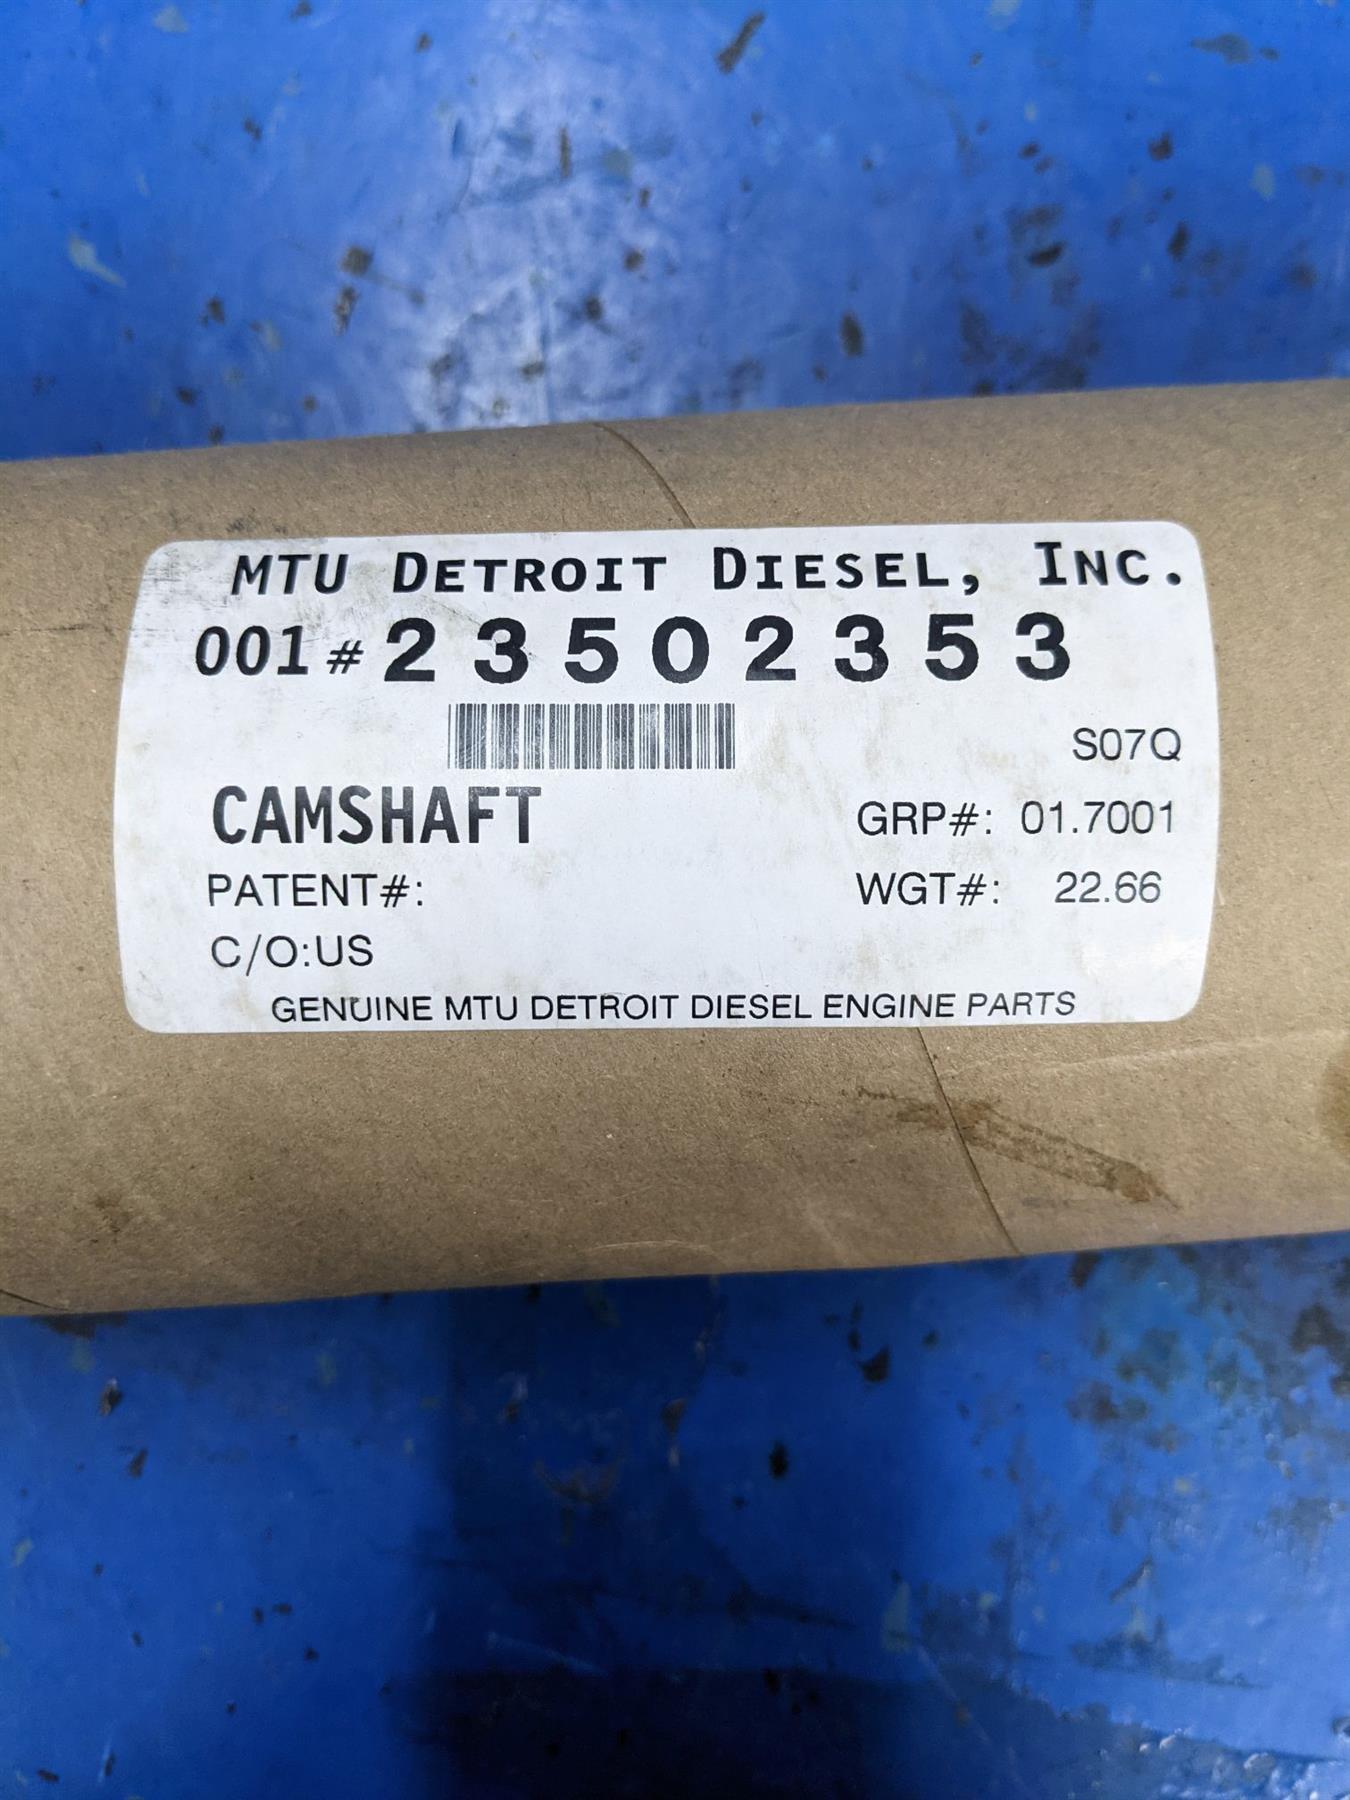 MTU DETROIT DIESEL, INC.
001# 23502353
S07Q
CAMSHAFT
GRP#: 01.7001
PATENT#:
WGT#: 22.66
C/O:US
GENUINE MTU DETROIT DIESEL ENGINE PARTS